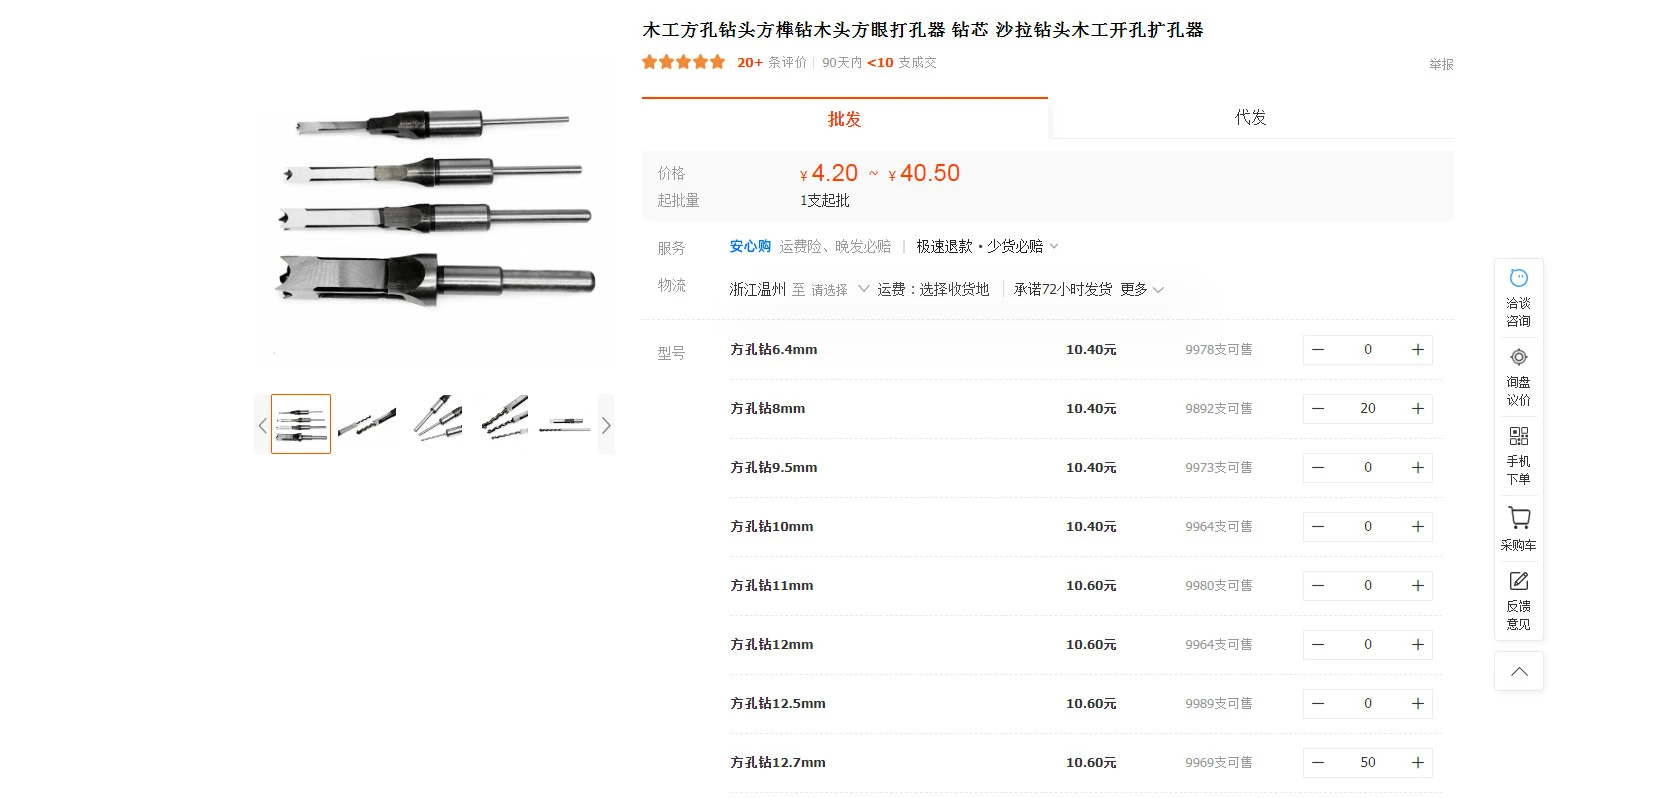 木工方孔钻头方榫钻木头方眼打孔器 钻芯 沙拉钻头木工开孔扩孔器
20+ 条评价 | 90天内 <10 支成交
举报
批发 代发
价格 ¥ 4.20 ~ ¥ 40.50
起批量 1支起批
服务 安心购 运费险、晚发必赔 | 极速退款·少货必赔
物流 浙江温州 至 请选择 运费：选择收货地 承诺72小时发货 更多
型号 方孔钻6.4mm 10.40元 9978支可售 − 0 +
方孔钻8mm 10.40元 9892支可售 − 20 +
方孔钻9.5mm 10.40元 9973支可售 − 0 +
方孔钻10mm 10.40元 9964支可售 − 0 +
方孔钻11mm 10.60元 9980支可售 − 0 +
方孔钻12mm 10.60元 9964支可售 − 0 +
方孔钻12.5mm 10.60元 9989支可售 − 0 +
方孔钻12.7mm 10.60元 9969支可售 − 50 +
洽谈
咨询
询盘
议价
手机
下单
采购车
反馈
意见